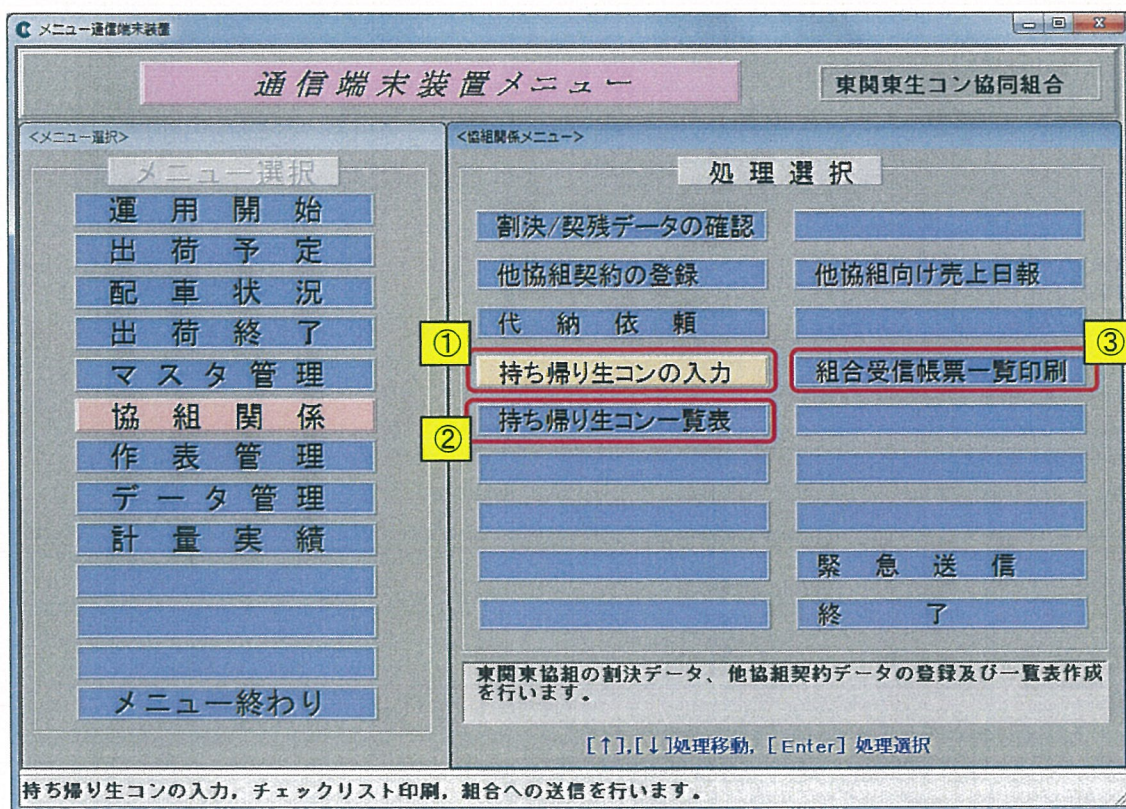 メニュー通信端末装置
通信端末装置メニュー
東関東生コン協同組合
<メニュー選択>
メニュー選択
運用開始
出荷予定
配車状況
出荷終了
マスタ管理
協組関係
作表管理
データ管理
計量実績
メニュー終わり
<協組関係メニュー>
処理選択
割決/契残データの確認
他協組契約の登録
他協組向け売上日報
代納依頼
①
持ち帰り生コンの入力
組合受信帳票一覧印刷
③
②
持ち帰り生コン一覧表
緊急送信
終了
東関東協組の割決データ、他協組契約データの登録及び一覧表作成
を行います。
[↑],[↓]処理移動, [Enter] 処理選択
持ち帰り生コンの入力, チェックリスト印刷, 組合への送信を行います。